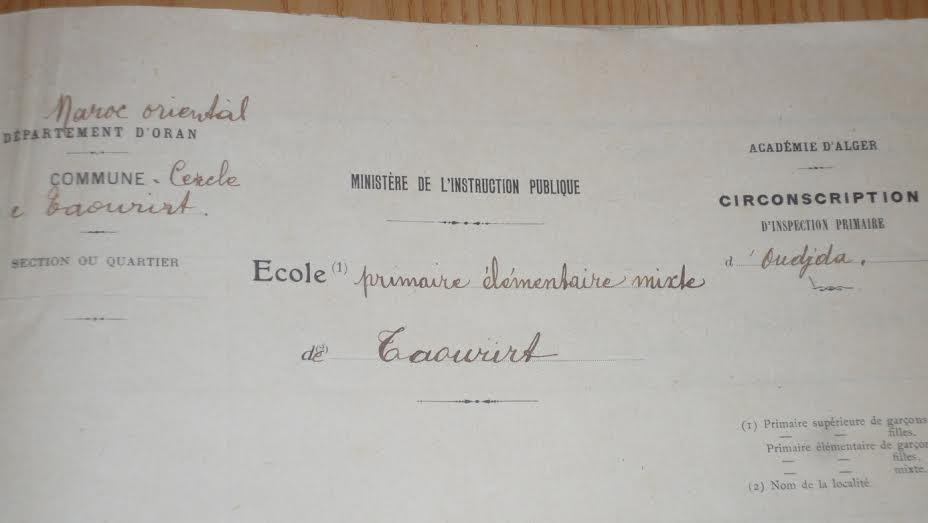 Maroc oriental
DÉPARTEMENT D'ORAN
COMMUNE - Cercle
e Taourirt.
SECTION OU QUARTIER
MINISTÈRE DE L'INSTRUCTION PUBLIQUE
Ecole (1) primaire élémentaire mixte
de (2) Taourirt
ACADÉMIE D'ALGER
CIRCONSCRIPTION
D'INSPECTION PRIMAIRE
d'Oudjda.
(1) Primaire supérieure de garçons
— — filles.
Primaire élémentaire de garço
— — filles.
— — mixte.
(2) Nom de la localité.